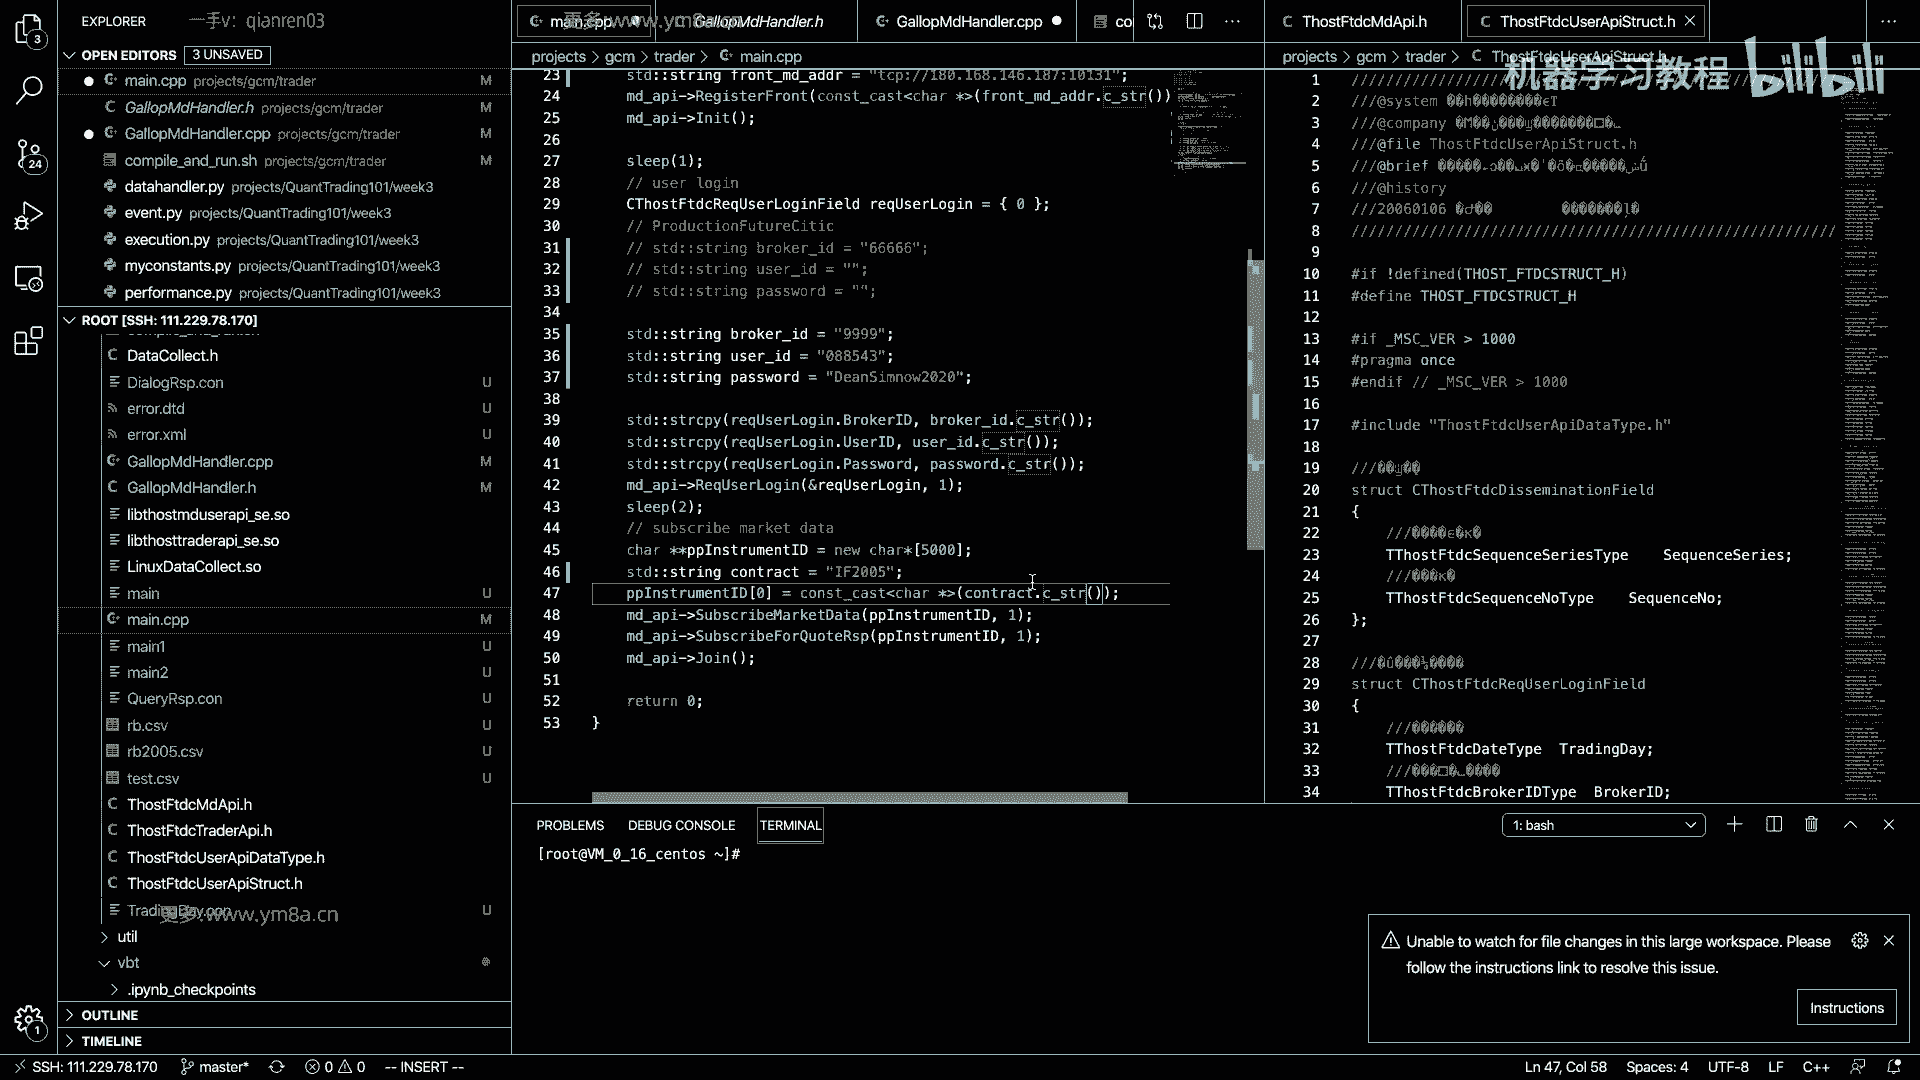 EXPLORER
一手v: qianren03
OPEN EDITORS 3 UNSAVED
main.cpp projects/gcm/trader M
GallopMdHandler.h projects/gcm/trader M
GallopMdHandler.cpp projects/gcm/trader M
compile_and_run.sh projects/gcm/trader M
datahandler.py projects/QuantTrading101/week3
event.py projects/QuantTrading101/week3
execution.py projects/QuantTrading101/week3
myconstants.py projects/QuantTrading101/week3
performance.py projects/QuantTrading101/week3
ROOT [SSH: 111.229.78.170]
DataCollect.h
DialogRsp.con U
error.dtd U
error.xml U
GallopMdHandler.cpp M
GallopMdHandler.h M
libthostmduserapi_se.so
libthosttraderapi_se.so
LinuxDataCollect.so
main U
main.cpp M
main1 U
main2 U
QueryRsp.con U
rb.csv U
rb2005.csv U
test.csv U
ThostFtdcMdApi.h
ThostFtdcTraderApi.h
ThostFtdcUserApiDataType.h
ThostFtdcUserApiStruct.h
TradingDay.con U
更多:www.ym8a.cn
util
vbt
.ipynb_checkpoints
OUTLINE
TIMELINE
main.cpp GallopMdHandler.h GallopMdHandler.cpp co
projects > gcm > trader > main.cpp
23 std::string front_md_addr = "tcp://180.168.146.187:10131";
24 md_api->RegisterFront(const_cast<char *>(front_md_addr.c_str())
25 md_api->Init();
26
27 sleep(1);
28 // user login
29 CThostFtdcReqUserLoginField reqUserLogin = { 0 };
30 // ProductionFutureCitic
31 // std::string broker_id = "66666";
32 // std::string user_id = "";
33 // std::string password = "";
34
35 std::string broker_id = "9999";
36 std::string user_id = "088543";
37 std::string password = "DeanSimnow2020";
38
39 std::strcpy(reqUserLogin.BrokerID, broker_id.c_str());
40 std::strcpy(reqUserLogin.UserID, user_id.c_str());
41 std::strcpy(reqUserLogin.Password, password.c_str());
42 md_api->ReqUserLogin(&reqUserLogin, 1);
43 sleep(2);
44 // subscribe market data
45 char **ppInstrumentID = new char*[5000];
46 std::string contract = "IF2005";
47 ppInstrumentID[0] = const_cast<char *>(contract.c_str());
48 md_api->SubscribeMarketData(ppInstrumentID, 1);
49 md_api->SubscribeForQuoteRsp(ppInstrumentID, 1);
50 md_api->Join();
51
52 return 0;
53 }
ThostFtdcMdApi.h ThostFtdcUserApiStruct.h
projects > gcm > trader > ThostFtdcUserApiStruct.h
机器学习教程 bilibili
1
2 ///@system
3 ///@company
4 ///@file ThostFtdcUserApiStruct.h
5 ///@brief
6 ///@history
7 ///20060106
8
9
10 #if !defined(THOST_FTDCSTRUCT_H)
11 #define THOST_FTDCSTRUCT_H
12
13 #if _MSC_VER > 1000
14 #pragma once
15 #endif // _MSC_VER > 1000
16
17 #include "ThostFtdcUserApiDataType.h"
18
19 ///
20 struct CThostFtdcDisseminationField
21 {
22 ///
23 TThostFtdcSequenceSeriesType SequenceSeries;
24 ///
25 TThostFtdcSequenceNoType SequenceNo;
26 };
27
28 ///
29 struct CThostFtdcReqUserLoginField
30 {
31 ///
32 TThostFtdcDateType TradingDay;
33 ///
34 TThostFtdcBrokerIDType BrokerID;
PROBLEMS DEBUG CONSOLE TERMINAL
1: bash
[root@VM_0_16_centos ~]#
Unable to watch for file changes in this large workspace. Please
follow the instructions link to resolve this issue.
Instructions
SSH: 111.229.78.170 master* 0 0 -- INSERT --
Ln 47, Col 58 Spaces: 4 UTF-8 LF C++